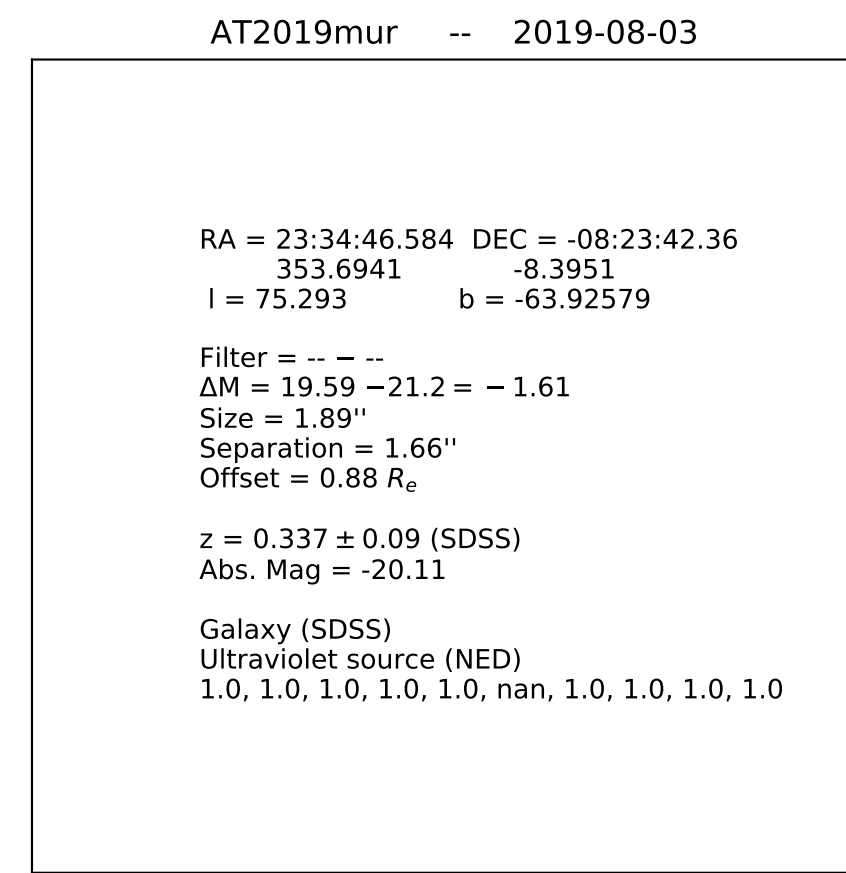 AT2019mur -- 2019-08-03
RA = 23:34:46.584 DEC = -08:23:42.36
353.6941 -8.3951
l = 75.293 b = -63.92579
Filter = -- − --
ΔM = 19.59 −21.2 = − 1.61
Size = 1.89''
Separation = 1.66''
Offset = 0.88 Rₑ
z = 0.337 ± 0.09 (SDSS)
Abs. Mag = -20.11
Galaxy (SDSS)
Ultraviolet source (NED)
1.0, 1.0, 1.0, 1.0, 1.0, nan, 1.0, 1.0, 1.0, 1.0